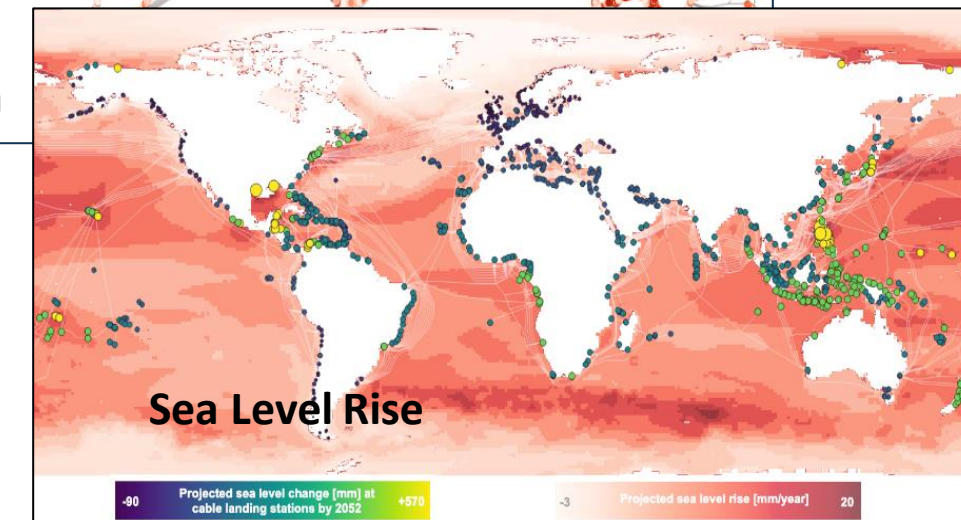 Sea Level Rise
-90
Projected sea level change [mm] at
cable landing stations by 2052
+570
-3
Projected sea level rise [mm/year]
20